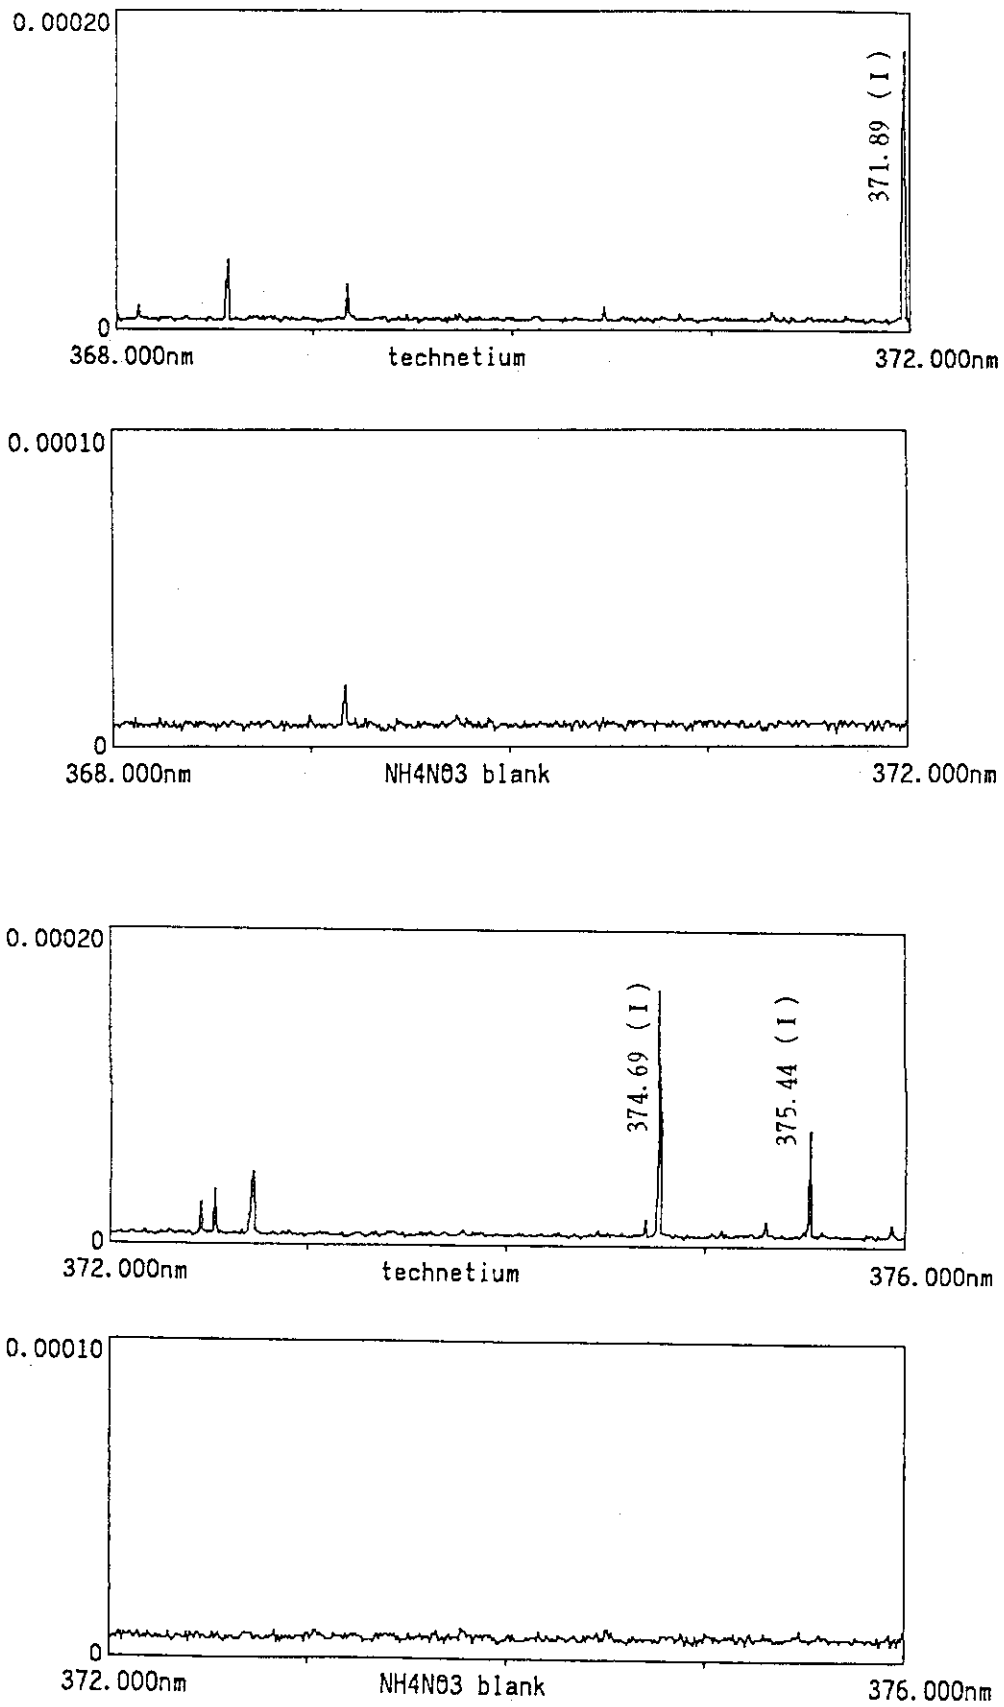 0.00020
371.89 (I)
0
368.000nm technetium 372.000nm
0.00010
0
368.000nm NH4N03 blank 372.000nm
0.00020
374.69 (I)
375.44 (I)
0
372.000nm technetium 376.000nm
0.00010
0
372.000nm NH4N03 blank 376.000nm